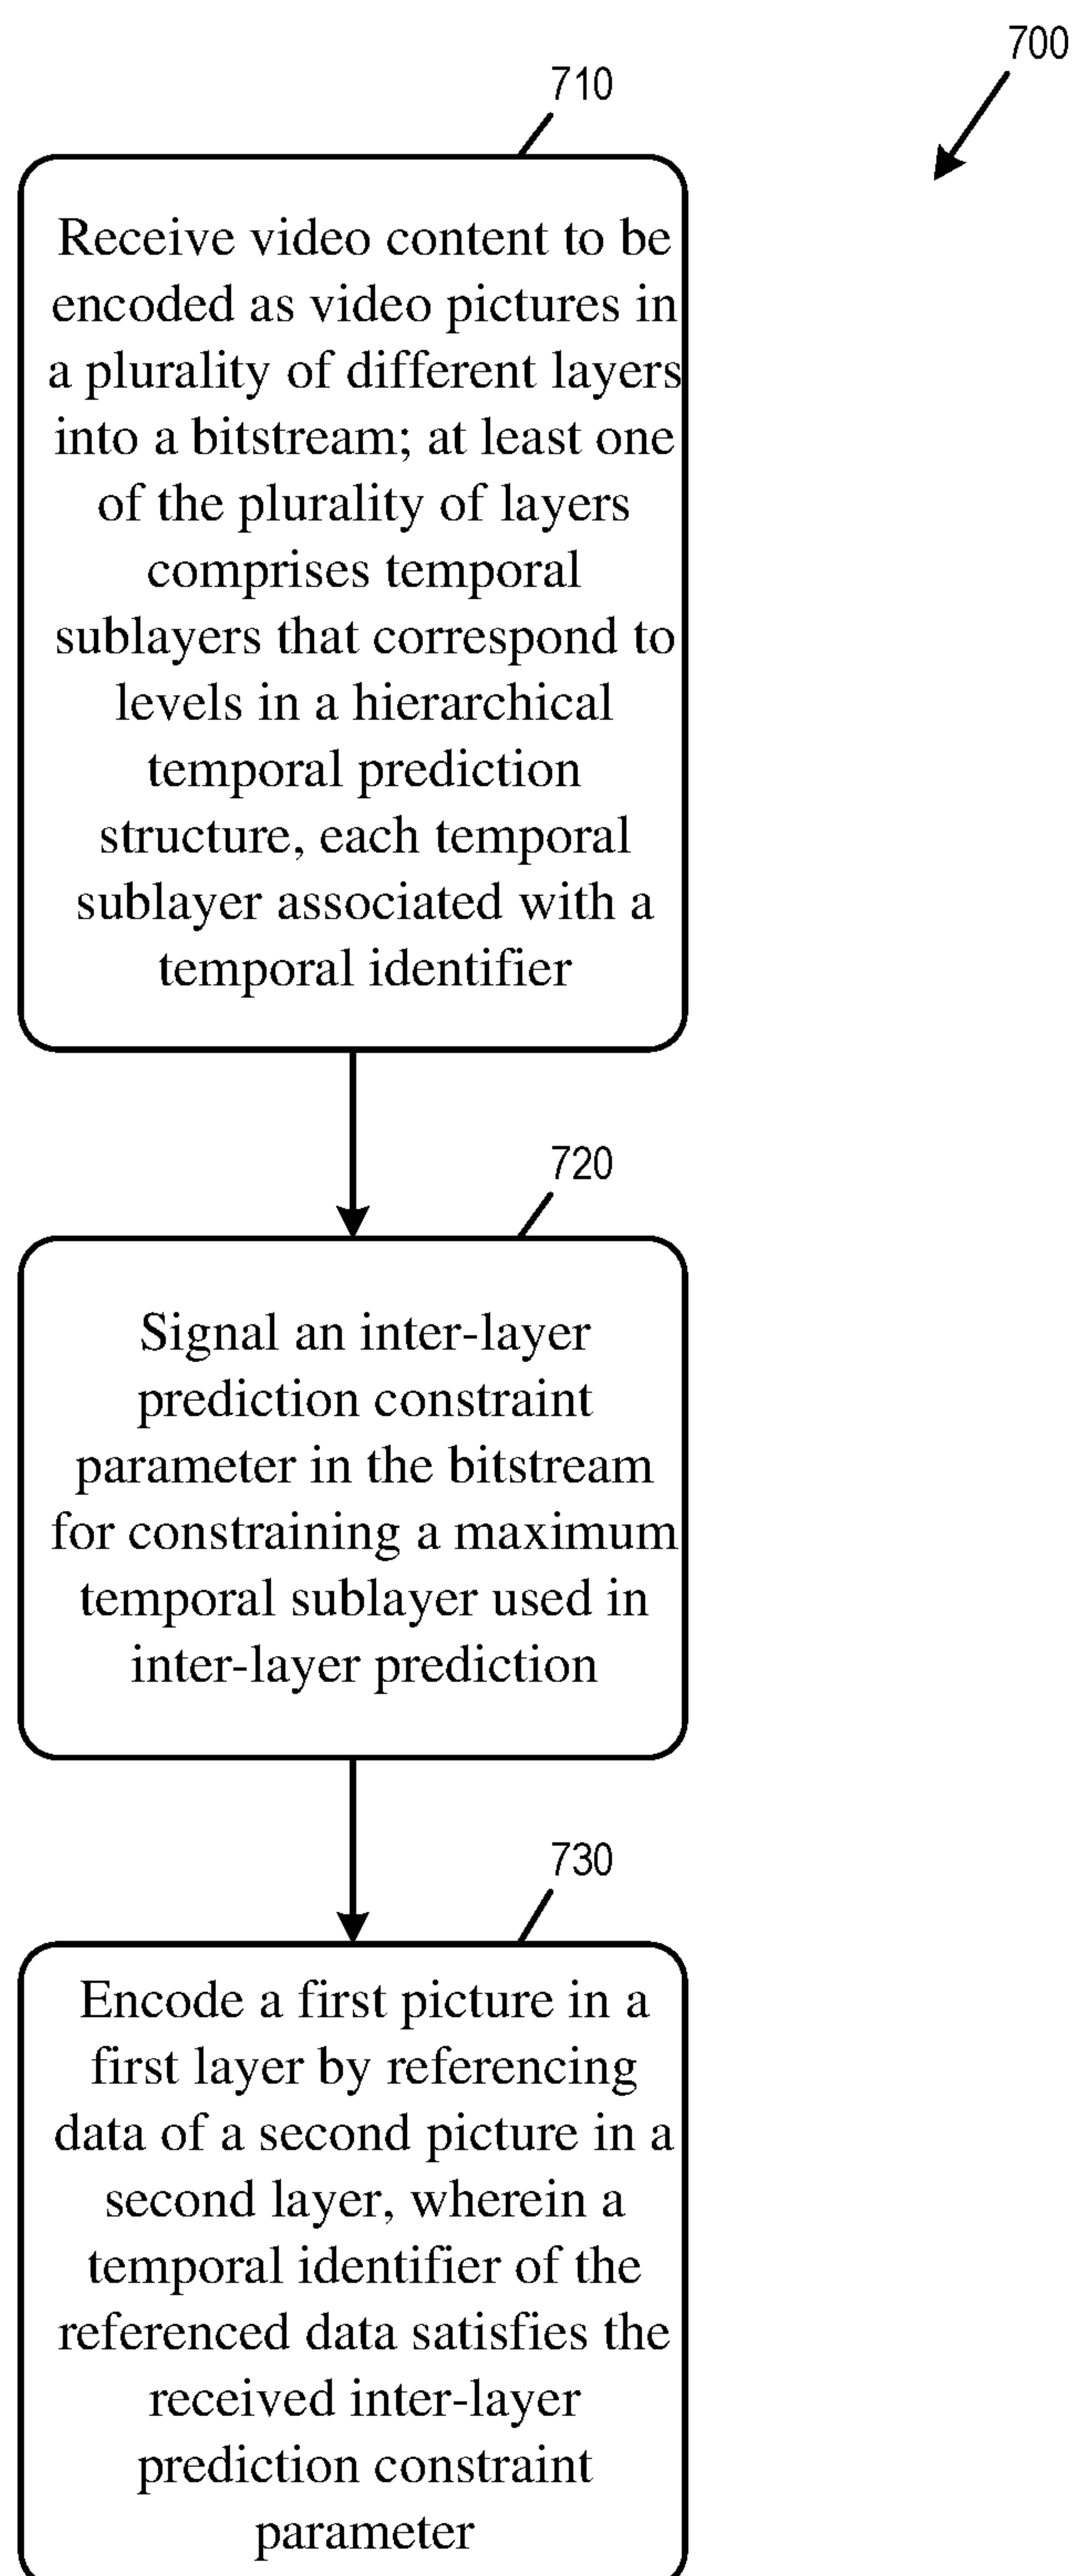 700
710
Receive video content to be
encoded as video pictures in
a plurality of different layers
into a bitstream; at least one
of the plurality of layers
comprises temporal
sublayers that correspond to
levels in a hierarchical
temporal prediction
structure, each temporal
sublayer associated with a
temporal identifier
720
Signal an inter-layer
prediction constraint
parameter in the bitstream
for constraining a maximum
temporal sublayer used in
inter-layer prediction
730
Encode a first picture in a
first layer by referencing
data of a second picture in a
second layer, wherein a
temporal identifier of the
referenced data satisfies the
received inter-layer
prediction constraint
parameter